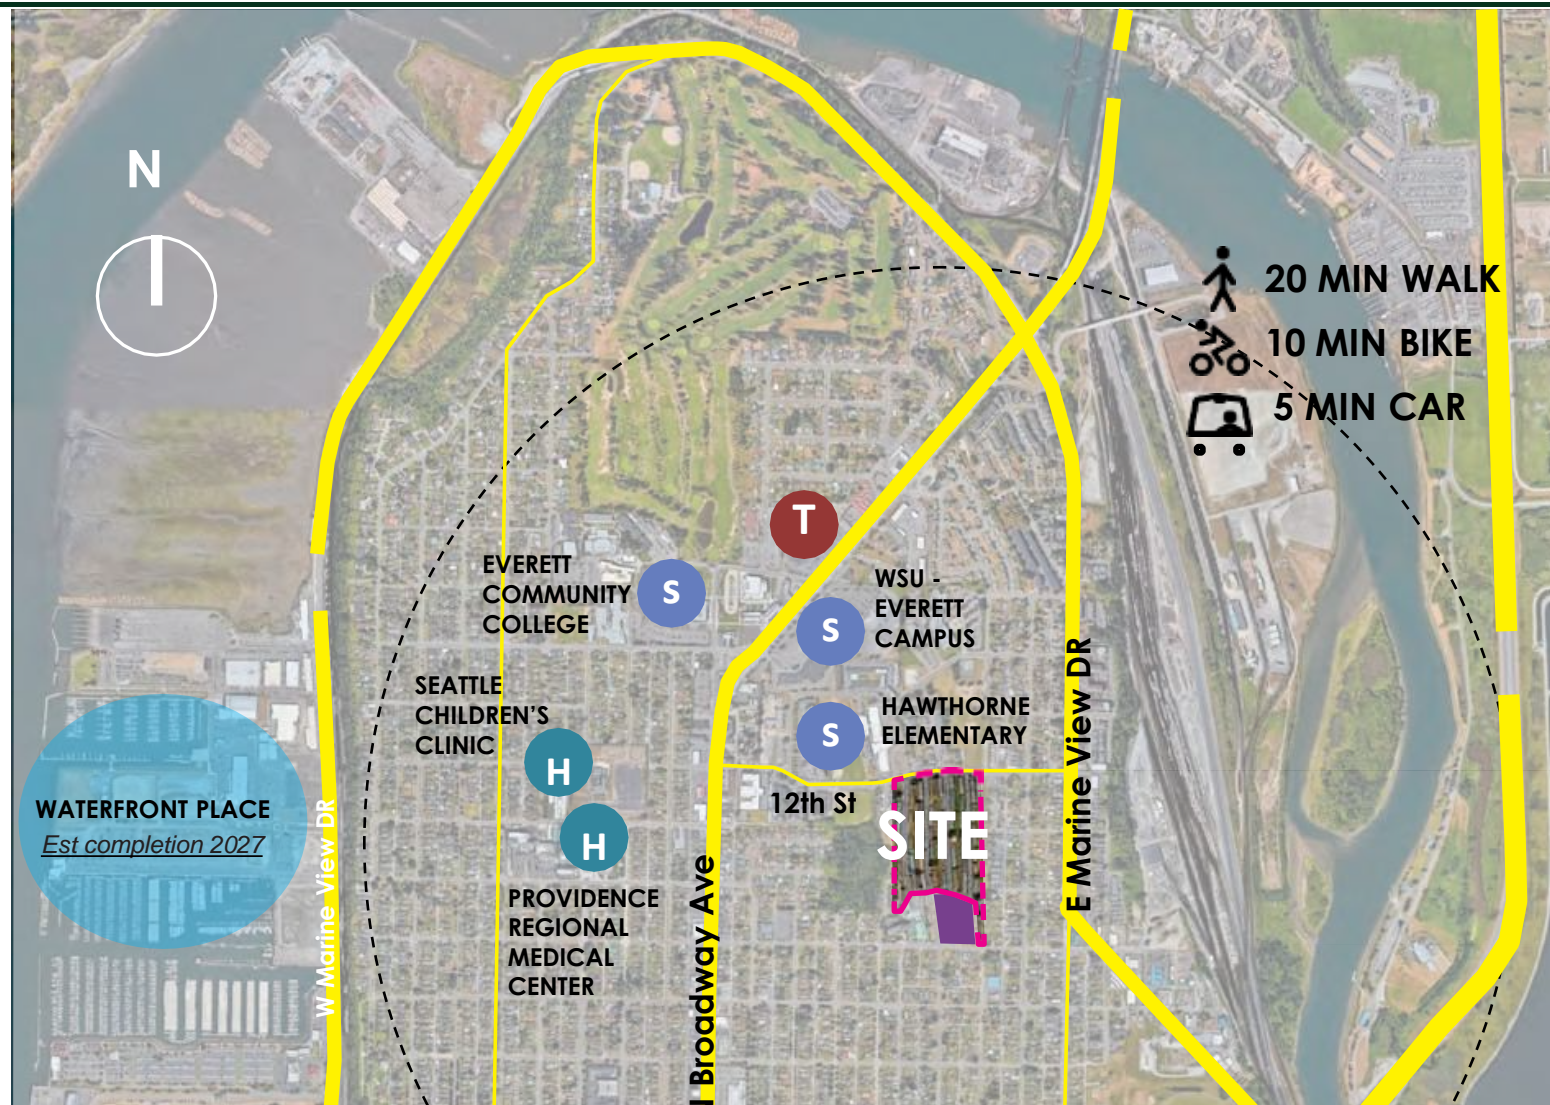 N
20 MIN WALK
10 MIN BIKE
5 MIN CAR
T
EVERETT
COMMUNITY
COLLEGE
S
WSU -
EVERETT
CAMPUS
S
SEATTLE
CHILDREN'S
CLINIC
H
HAWTHORNE
ELEMENTARY
S
E Marine View DR
WATERFRONT PLACE
Est completion 2027
W Marine View DR
12th St
SITE
H
PROVIDENCE
REGIONAL
MEDICAL
CENTER
Broadway Ave